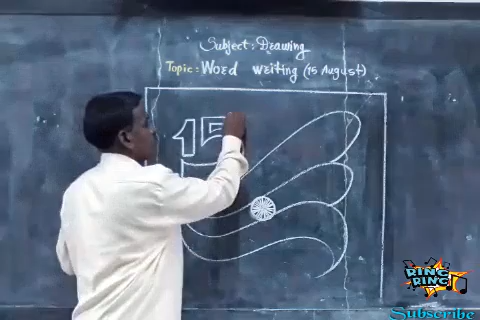 Subject : Drawing
Topic : Word writing (15 August)
15
RING
RING
Subscribe